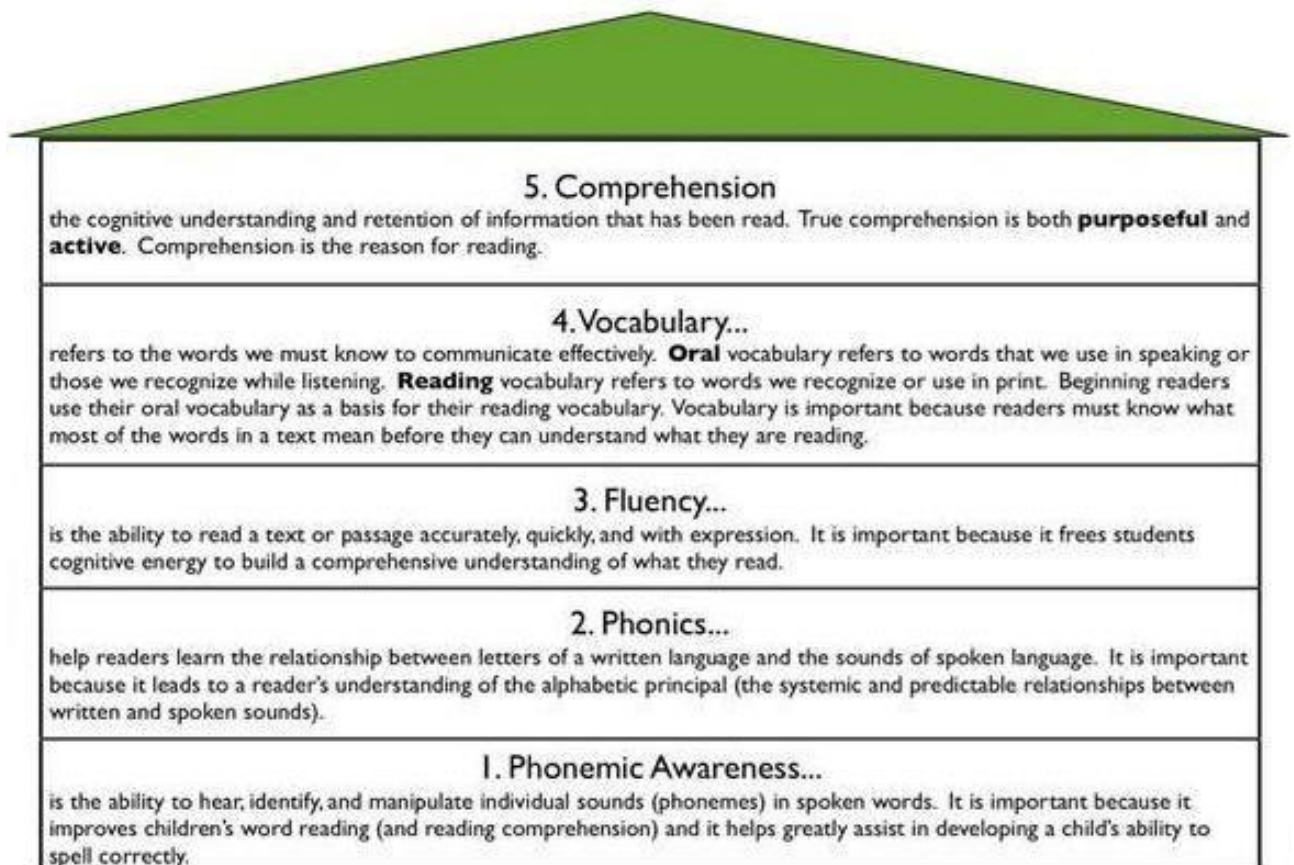 5. Comprehension
the cognitive understanding and retention of information that has been read. True comprehension is both purposeful and
active. Comprehension is the reason for reading.
4. Vocabulary...
refers to the words we must know to communicate effectively. Oral vocabulary refers to words that we use in speaking or
those we recognize while listening. Reading vocabulary refers to words we recognize or use in print. Beginning readers
use their oral vocabulary as a basis for their reading vocabulary. Vocabulary is important because readers must know what
most of the words in a text mean before they can understand what they are reading.
3. Fluency...
is the ability to read a text or passage accurately, quickly, and with expression. It is important because it frees students
cognitive energy to build a comprehensive understanding of what they read.
2. Phonics...
help readers learn the relationship between letters of a written language and the sounds of spoken language. It is important
because it leads to a reader's understanding of the alphabetic principal (the systemic and predictable relationships between
written and spoken sounds).
1. Phonemic Awareness...
is the ability to hear, identify, and manipulate individual sounds (phonemes) in spoken words. It is important because it
improves children's word reading (and reading comprehension) and it helps greatly assist in developing a child's ability to
spell correctly.